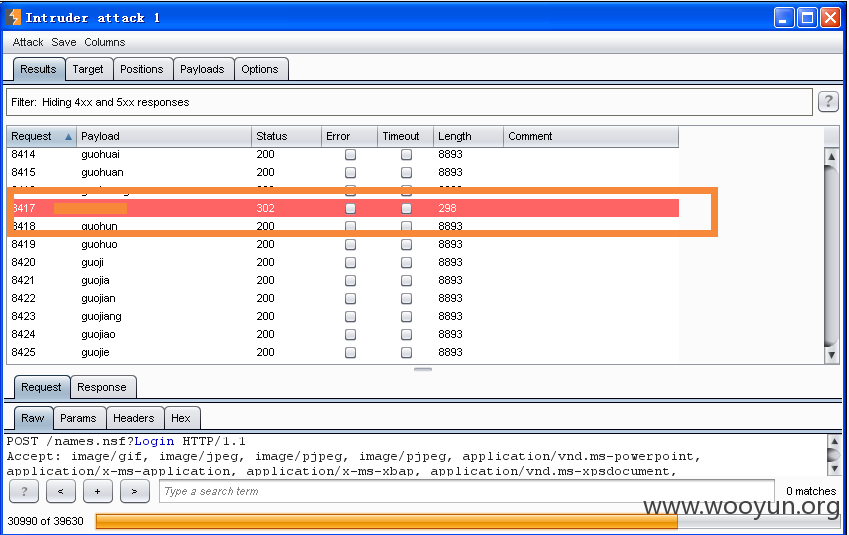 Intruder attack 1
Attack Save Columns
Results Target Positions Payloads Options
Filter: Hiding 4xx and 5xx responses ?
Request Payload Status Error Timeout Length Comment
8414 guohuai 200 8893
8415 guohuan 200 8893
8417 302 298
8418 guohun 200 8893
8419 guohuo 200 8893
8420 guoji 200 8893
8421 guojia 200 8893
8422 guojian 200 8893
8423 guojiang 200 8893
8424 guojiao 200 8893
8425 guojie 200 8893
Request Response
Raw Params Headers Hex
POST /names.nsf?Login HTTP/1.1
Accept: image/gif, image/jpeg, image/pjpeg, image/pjpeg, application/vnd.ms-powerpoint,
application/x-ms-application, application/x-ms-xbap, application/vnd.ms-xpsdocument,
? < + > Type a search term 0 matches
www.wooyun.org
30990 of 39630